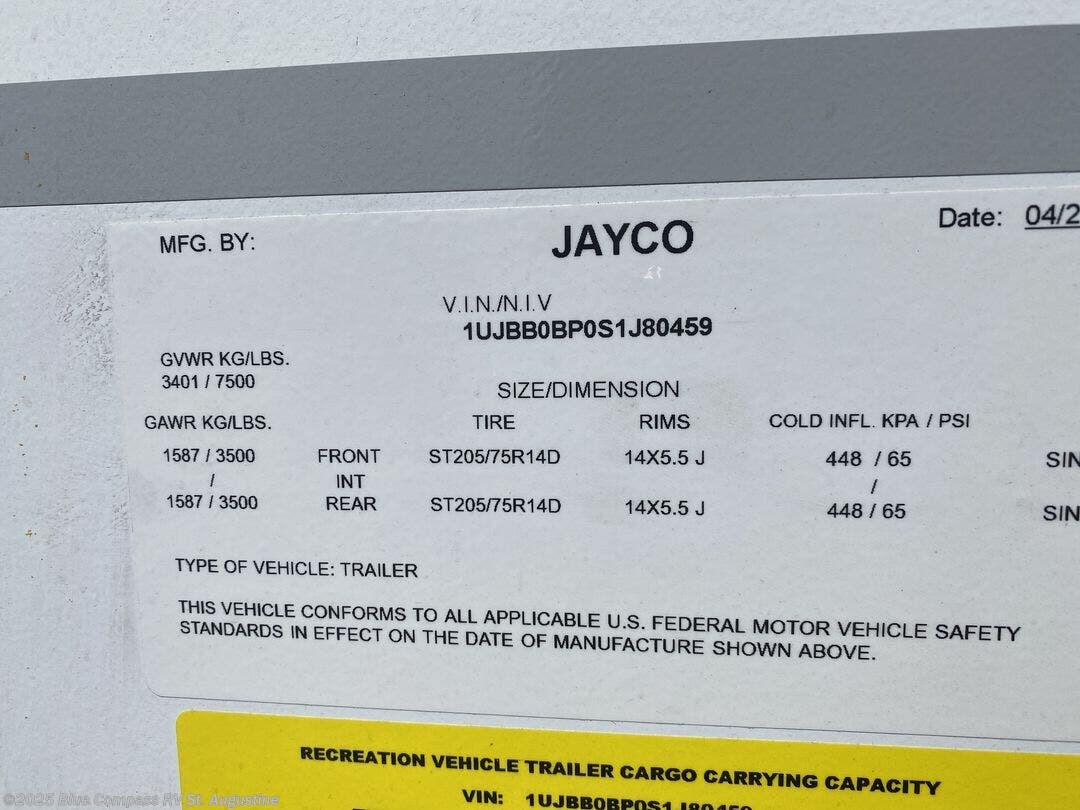 MFG. BY:
JAYCO
Date: 04/2
V.I.N./N.I.V
1UJBB0BP0S1J80459
GVWR KG/LBS.
3401 / 7500
SIZE/DIMENSION
GAWR KG/LBS. TIRE RIMS COLD INFL. KPA / PSI
1587 / 3500 FRONT ST205/75R14D 14X5.5 J 448 / 65 SIN
/ INT /
1587 / 3500 REAR ST205/75R14D 14X5.5 J 448 / 65 SIN
TYPE OF VEHICLE: TRAILER
THIS VEHICLE CONFORMS TO ALL APPLICABLE U.S. FEDERAL MOTOR VEHICLE SAFETY
STANDARDS IN EFFECT ON THE DATE OF MANUFACTURE SHOWN ABOVE.
RECREATION VEHICLE TRAILER CARGO CARRYING CAPACITY
VIN: 1UJBB0BP0S1J80459
©2025 Blue Compass RV St. Augustine